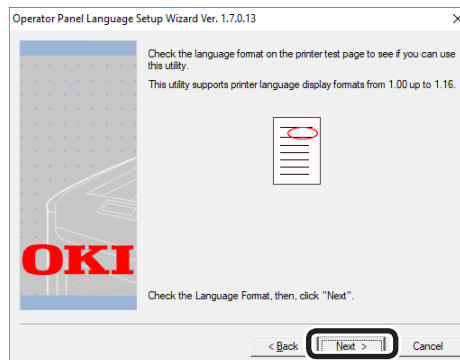 Operator Panel Language Setup Wizard Ver. 1.7.0.13
Check the language format on the printer test page to see if you can use
this utility.
This utility supports printer language display formats from 1.00 up to 1.16.
OKI
Check the Language Format, then, click "Next".
< Back
Next >
Cancel